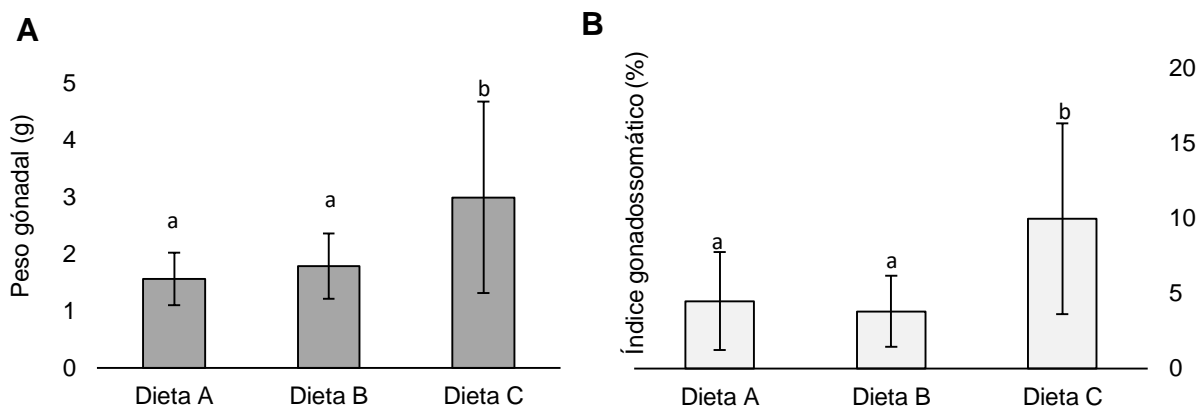 A
Peso gónadal (g)
5
4
3
2
1
0
a
a
b
Dieta A
Dieta B
Dieta C
B
Índice gonadossomático (%)
20
15
10
5
0
a
a
b
Dieta A
Dieta B
Dieta C